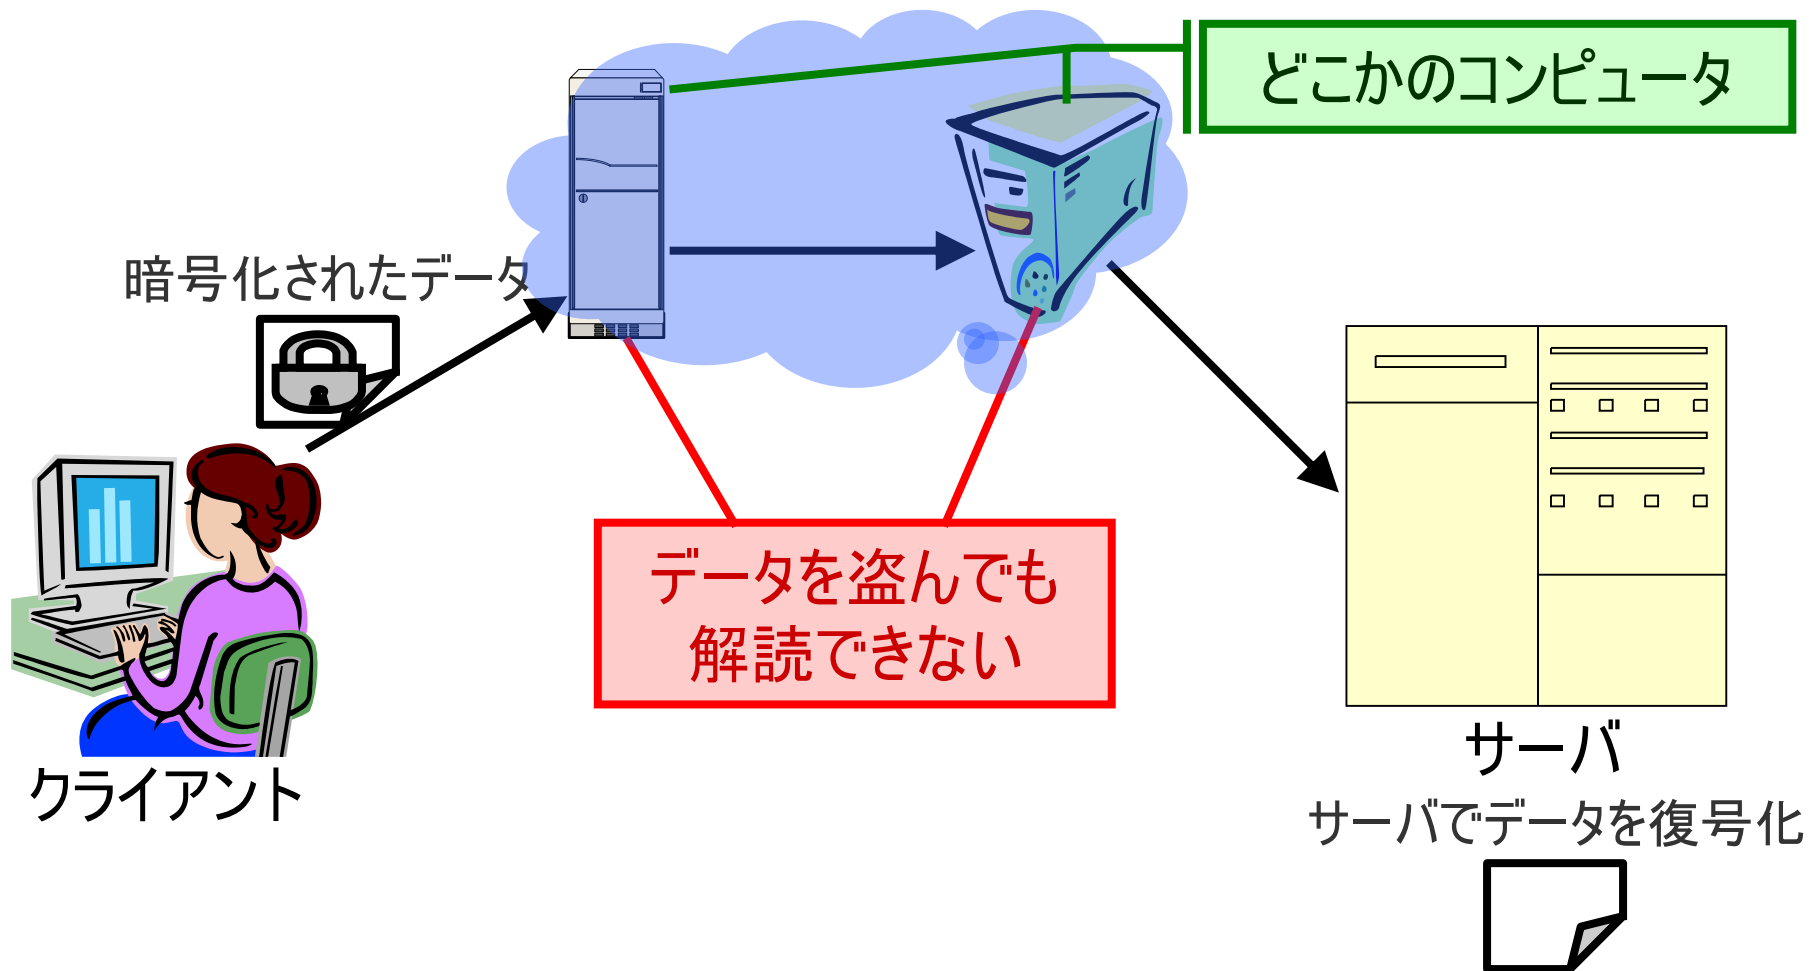 どこかのコンピュータ
暗号化されたデータ
データを盗んでも
解読できない
クライアント
サーバ
サーバでデータを復号化